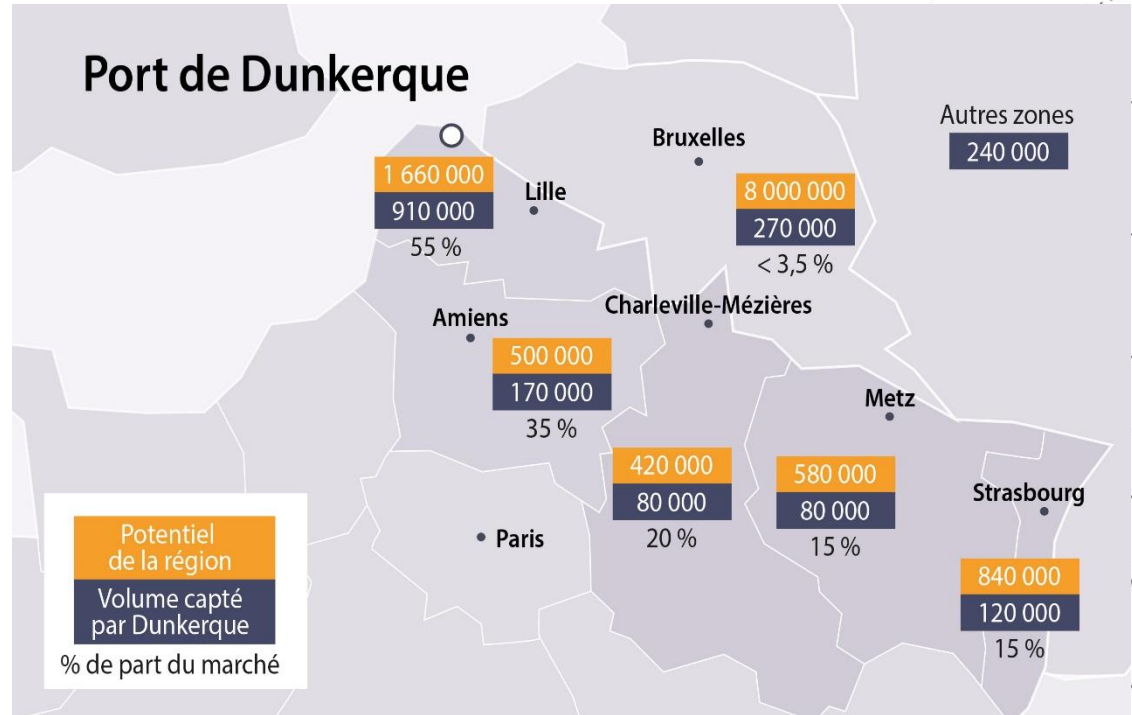 Port de Dunkerque
Autres zones
240 000
Bruxelles
8 000 000
270 000
< 3,5 %
1 660 000
910 000
55 %
Lille
Charleville-Mézières
Amiens
500 000
170 000
35 %
Metz
420 000
80 000
20 %
580 000
80 000
15 %
Strasbourg
840 000
120 000
15 %
Paris
Potentiel
de la région
Volume capté
par Dunkerque
% de part du marché